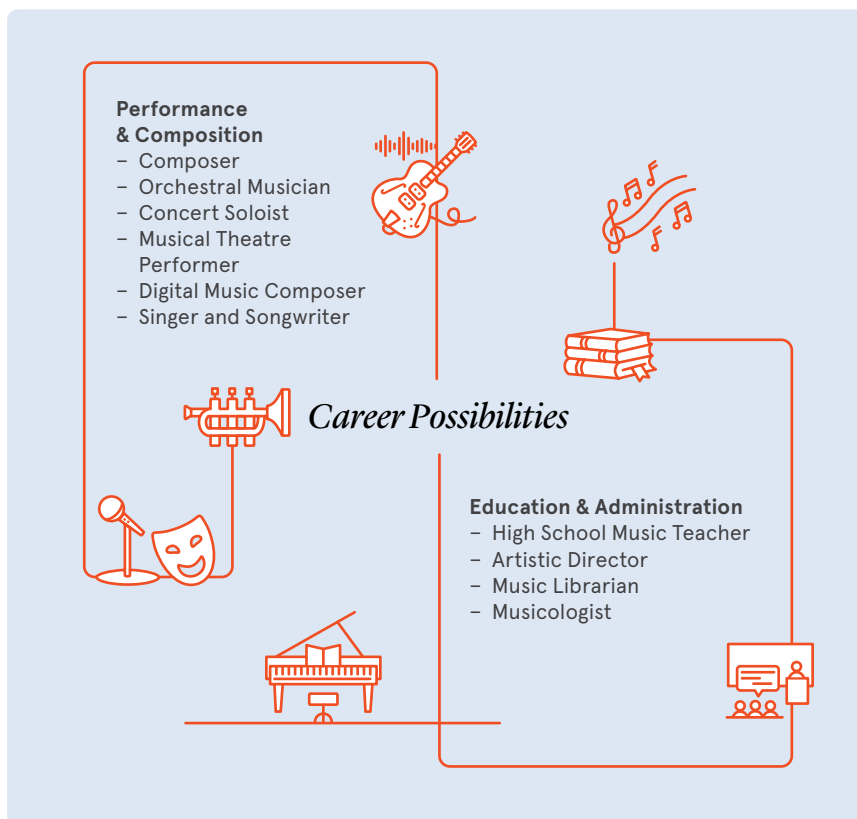 Performance
& Composition
– Composer
– Orchestral Musician
– Concert Soloist
– Musical Theatre
Performer
– Digital Music Composer
– Singer and Songwriter
Career Possibilities
Education & Administration
– High School Music Teacher
– Artistic Director
– Music Librarian
– Musicologist